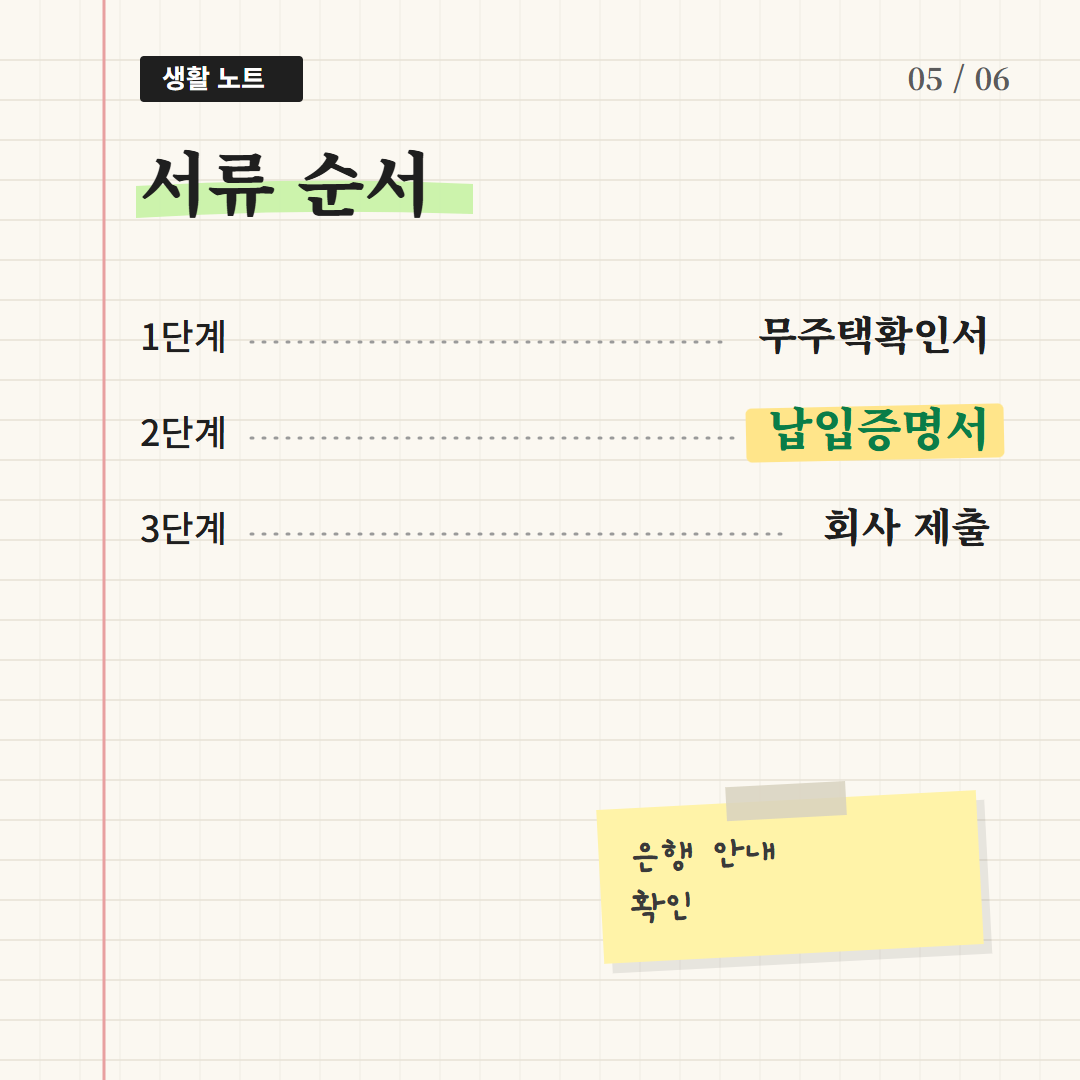 생활 노트
05 / 06
서류 순서
1단계 무주택확인서
2단계 납입증명서
3단계 회사 제출
은행 안내
확인